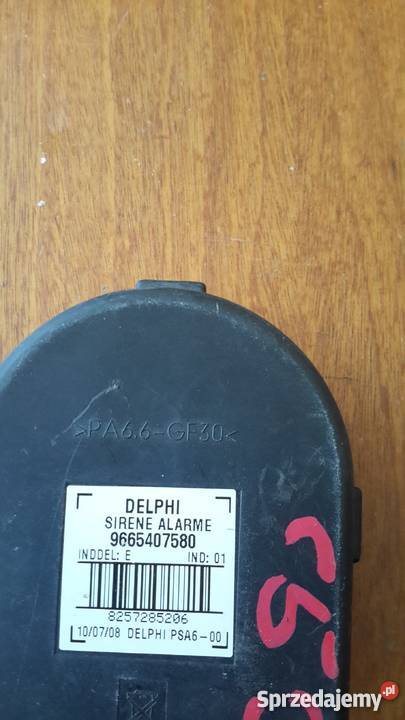 >PA6.6-GF30<
DELPHI
SIRENE ALARME
9665407580
INDDEL: E IND: 01
8257285206
10/07/08 DELPHI PSA6-00
Sprzedajemy.pl